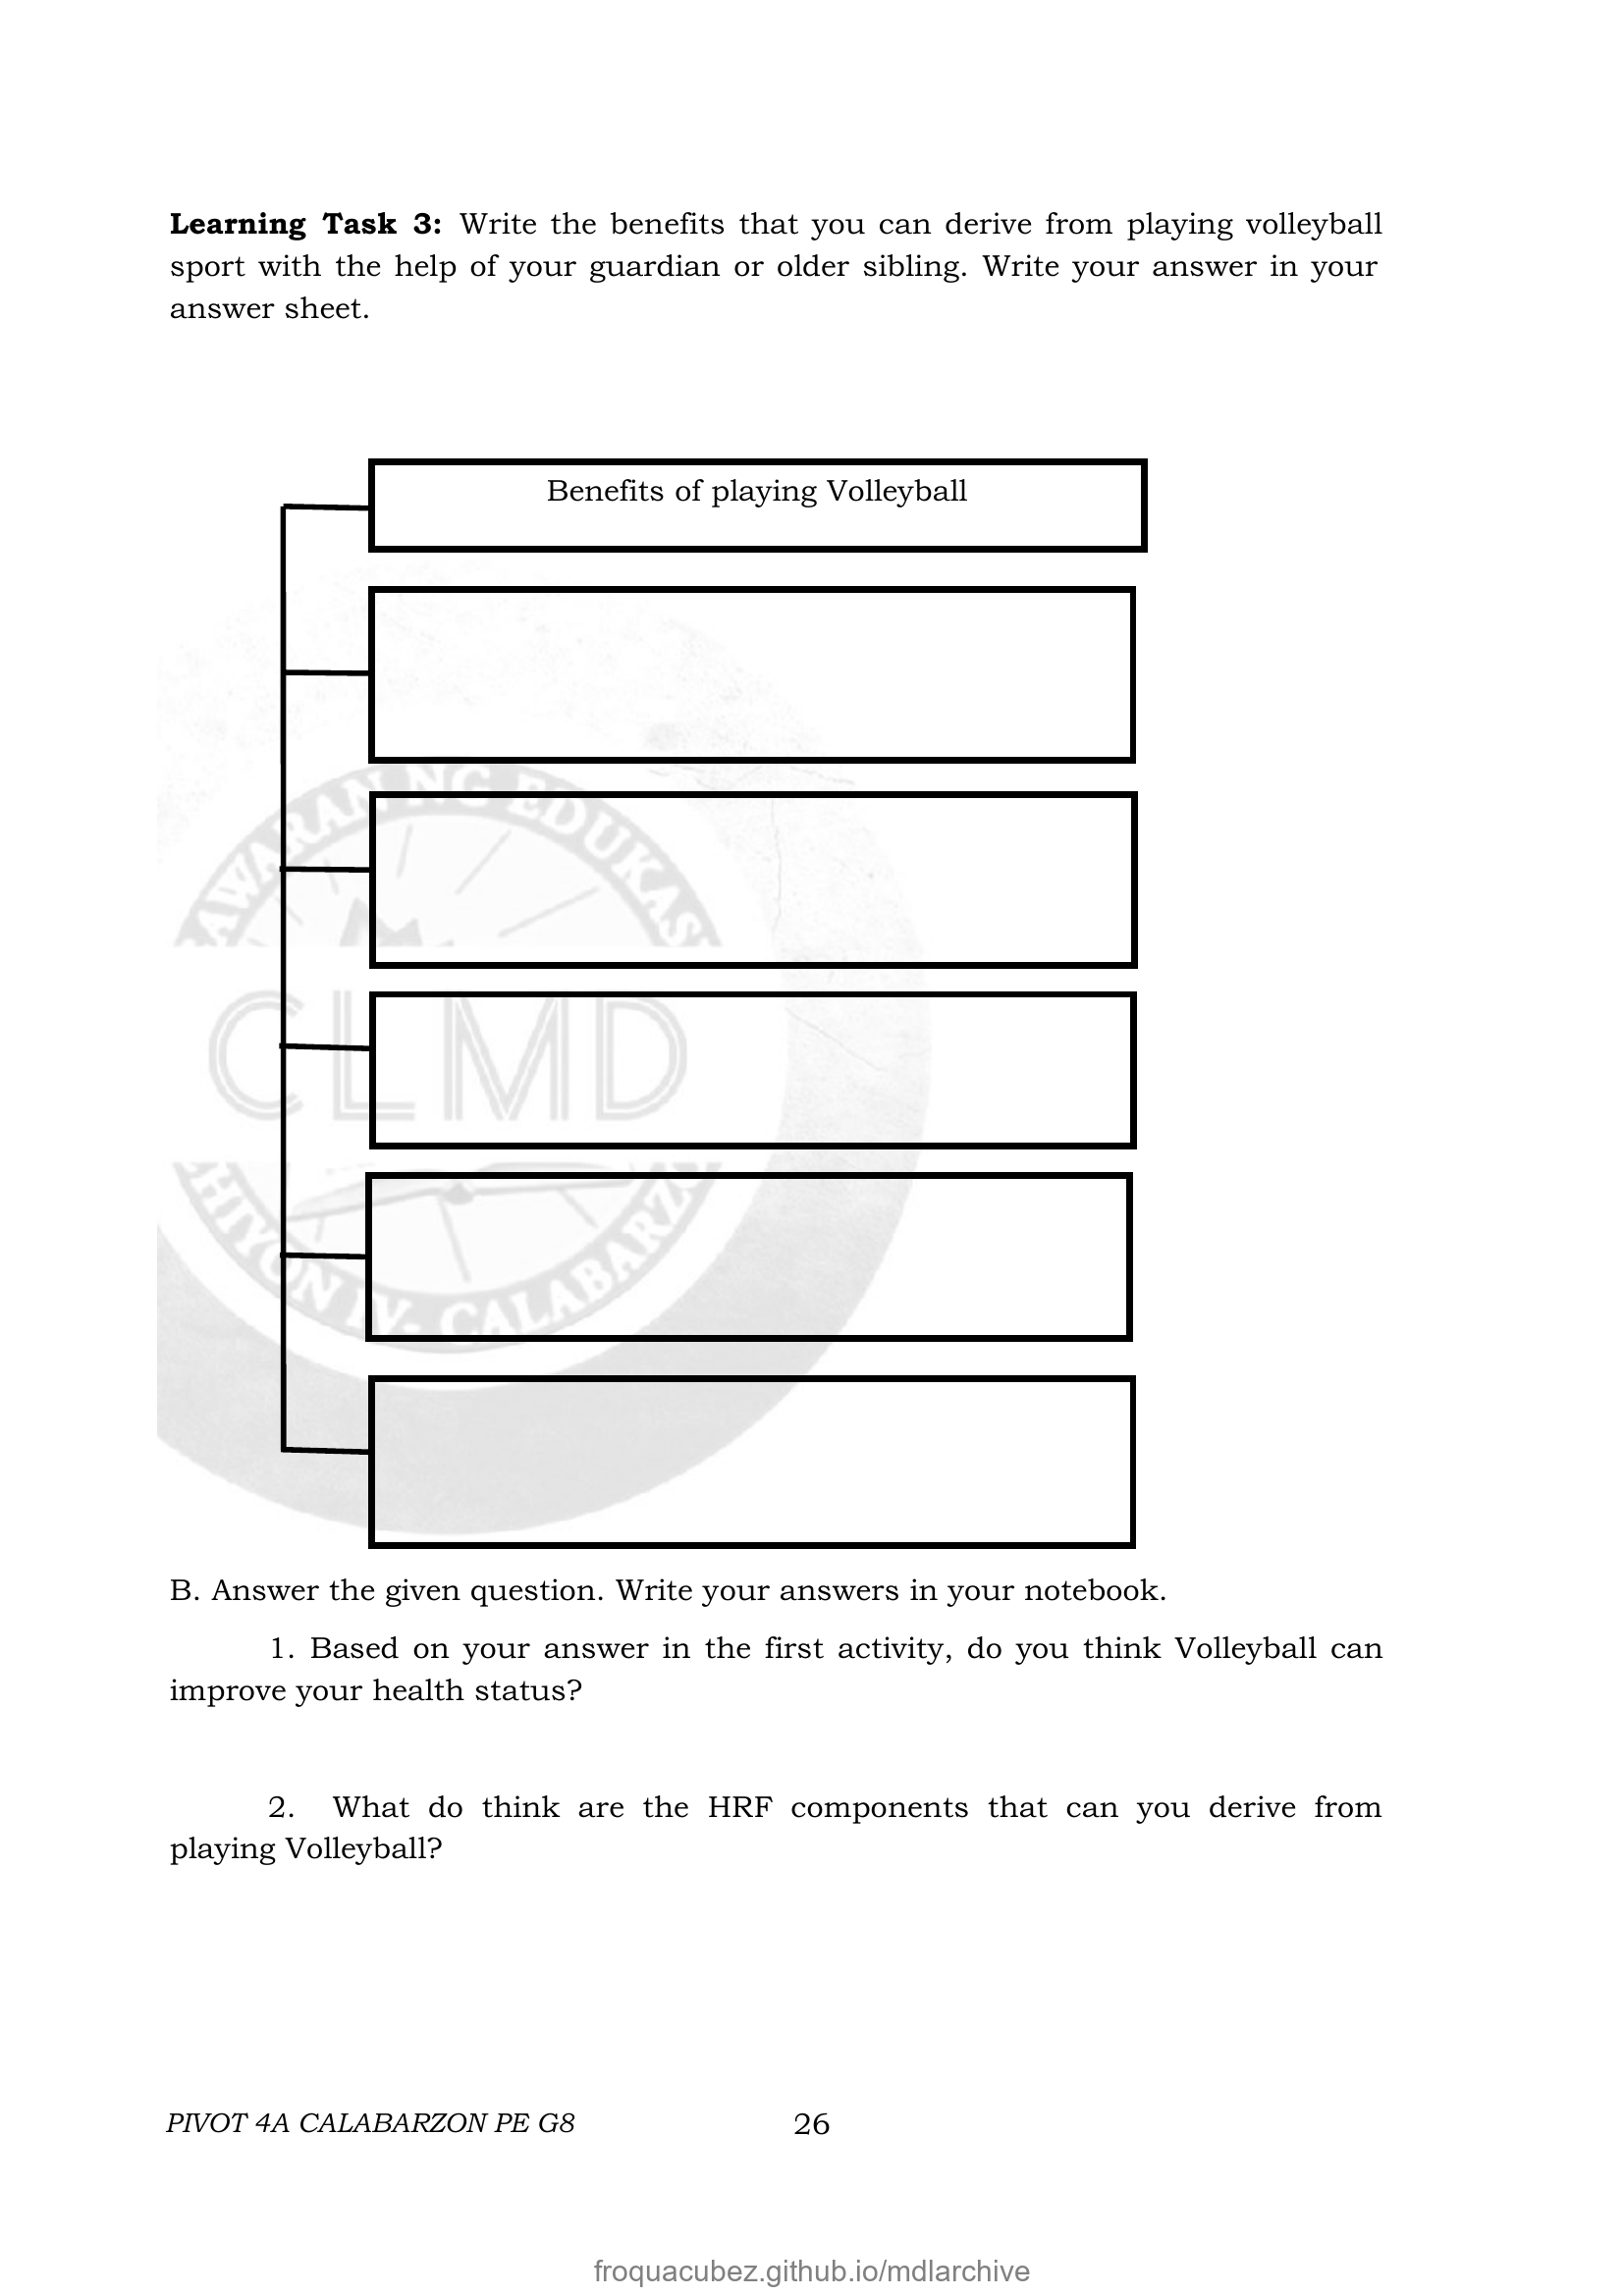 Learning Task 3: Write the benefits that you can derive from playing volleyball
sport with the help of your guardian or older sibling. Write your answer in your
answer sheet.
Benefits of playing Volleyball
AWARAN NG EDUKAS
CLMD
HIYON IV- CALABARZO
B. Answer the given question. Write your answers in your notebook.
1. Based on your answer in the first activity, do you think Volleyball can
improve your health status?
2. What do think are the HRF components that can you derive from
playing Volleyball?
PIVOT 4A CALABARZON PE G8
26
froquacubez.github.io/mdlarchive